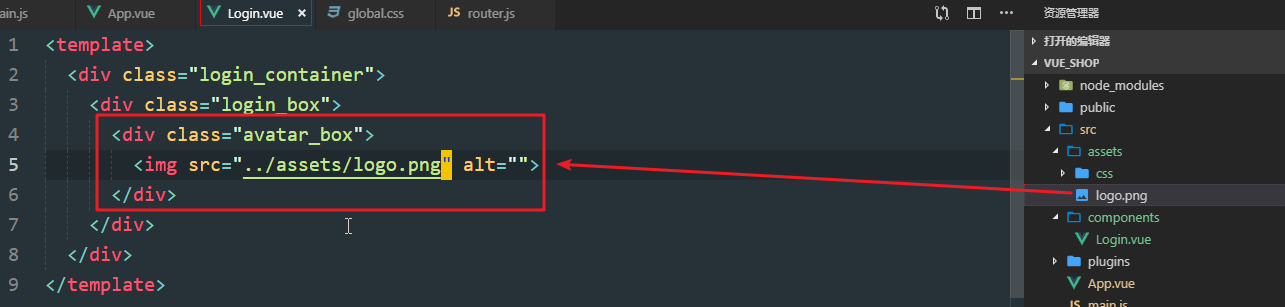 ain.js App.vue Login.vue × global.css JS router.js ··· 资源管理器
1 <template>
2 <div class="login_container">
3 <div class="login_box">
4 <div class="avatar_box">
5 <img src="../assets/logo.png" alt="">
6 </div>
7 </div>
8 </div>
9 </template>
打开的编辑器
VUE_SHOP
node_modules
public
src
assets
css
logo.png
components
Login.vue
plugins
App.vue
JS main.js